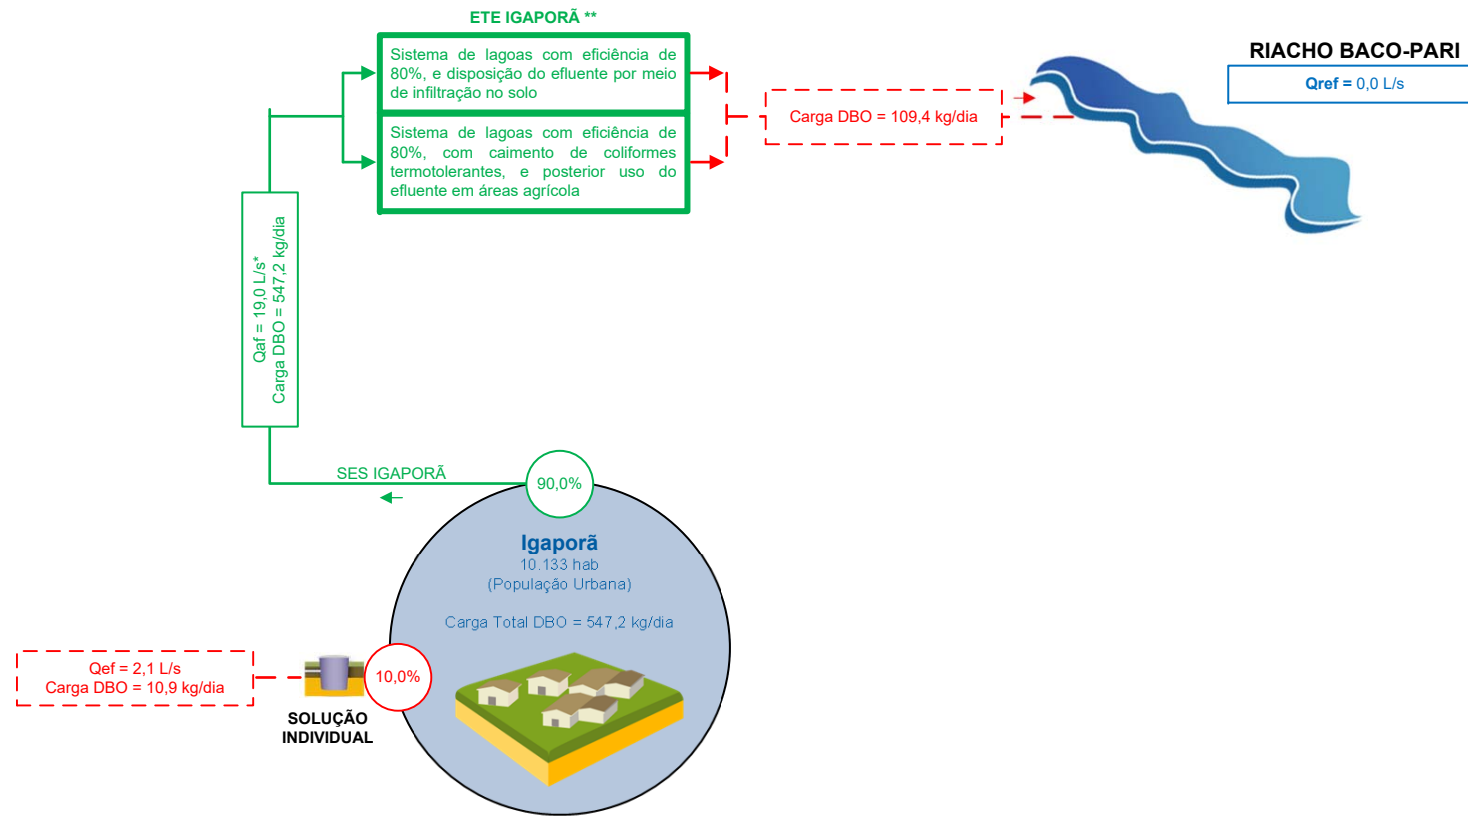 ETE IGAPORÃ **
Sistema de lagoas com eficiência de
80%, e disposição do efluente por meio
de infiltração no solo
Sistema de lagoas com eficiência de
80%, com caimento de coliformes
termotolerantes, e posterior uso do
efluente em áreas agrícola
Carga DBO = 109,4 kg/dia
RIACHO BACO-PARI
Qref = 0,0 L/s
Qaf = 19,0 L/s*
Carga DBO = 547,2 kg/dia
SES IGAPORÃ
90,0%
Igaporã
10.133 hab
(População Urbana)
Carga Total DBO = 547,2 kg/dia
10,0%
Qef = 2,1 L/s
Carga DBO = 10,9 kg/dia
SOLUÇÃO
INDIVIDUAL